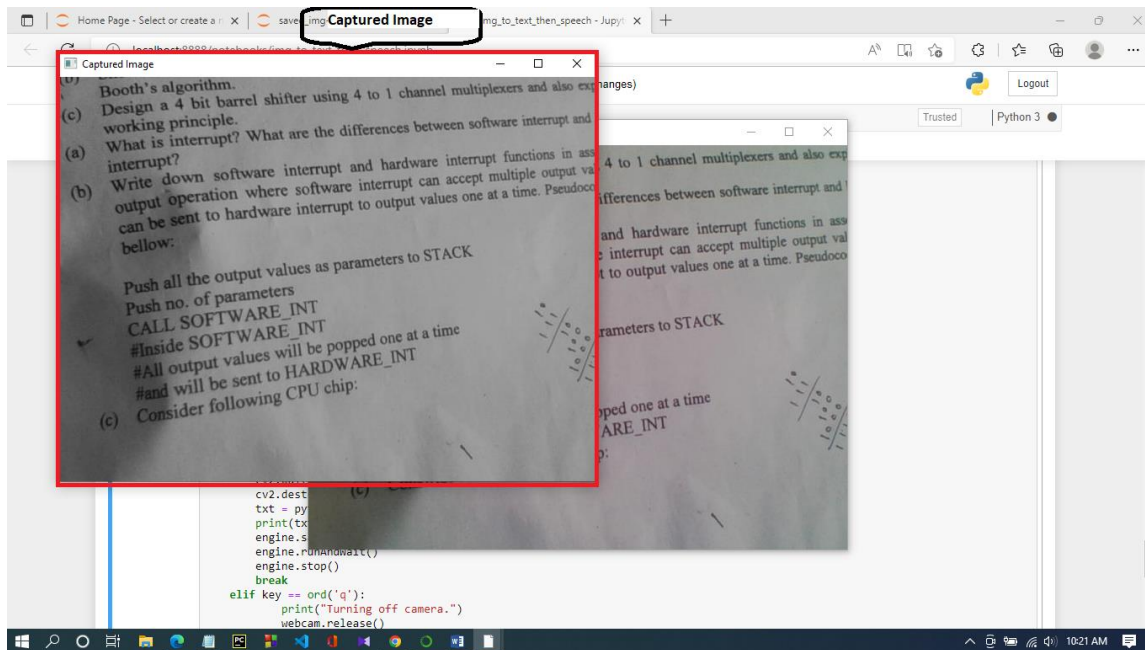 Home Page - Select or create a n
saved_img
Captured Image
mg_to_text_then_speech - Jupyt
localhost:8888/notebooks/img_to_text_then_speech.ipynb
Captured Image
hanges)
Logout
Trusted
Python 3
(b)
Booth's algorithm.
(c) Design a 4 bit barrel shifter using 4 to 1 channel multiplexers and also exp
working principle.
(a) What is interrupt? What are the differences between software interrupt and
interrupt?
(b) Write down software interrupt and hardware interrupt functions in ass
output operation where software interrupt can accept multiple output va
can be sent to hardware interrupt to output values one at a time. Pseudoco
bellow:
Push all the output values as parameters to STACK
Push no. of parameters
CALL SOFTWARE_INT
#Inside SOFTWARE_INT
#All output values will be popped one at a time
#and will be sent to HARDWARE_INT
(c) Consider following CPU chip:
4 to 1 channel multiplexers and also exp
ifferences between software interrupt and
and hardware interrupt functions in ass
e interrupt can accept multiple output val
t to output values one at a time. Pseudoco
rameters to STACK
pped one at a time
ARE_INT
p:
(c)
cv2.dest
txt = py
print(tx
engine.s
engine.runAndWait()
engine.stop()
break
elif key == ord('q'):
print("Turning off camera.")
webcam.release()
10:21 AM